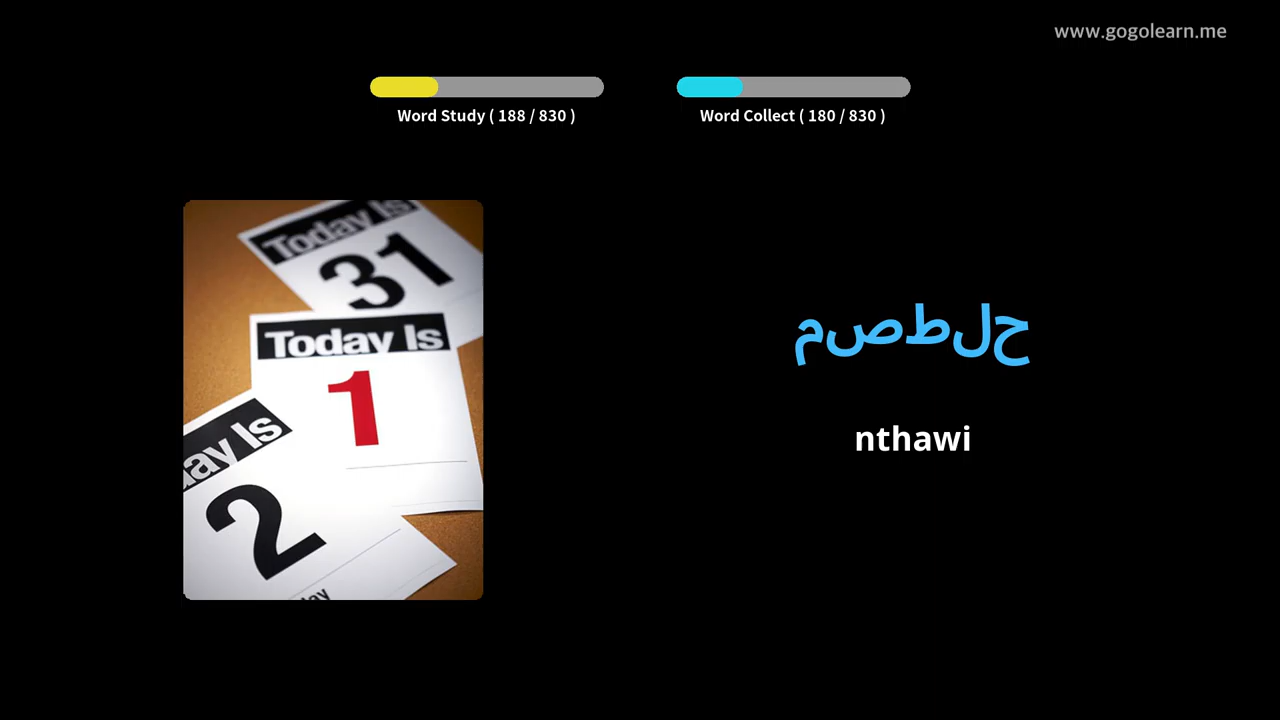 www.gogolearn.me
Word Study ( 188 / 830 )
Word Collect ( 180 / 830 )
Today Is
31
Today Is
1
ay Is
2
مصطلح
nthawi